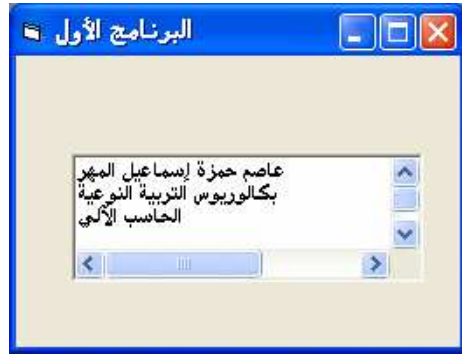 البرنامج الأول
عاصم حمزة إسماعيل المهر
بكالوريوس التربية النوعية
الحاسب الآلي